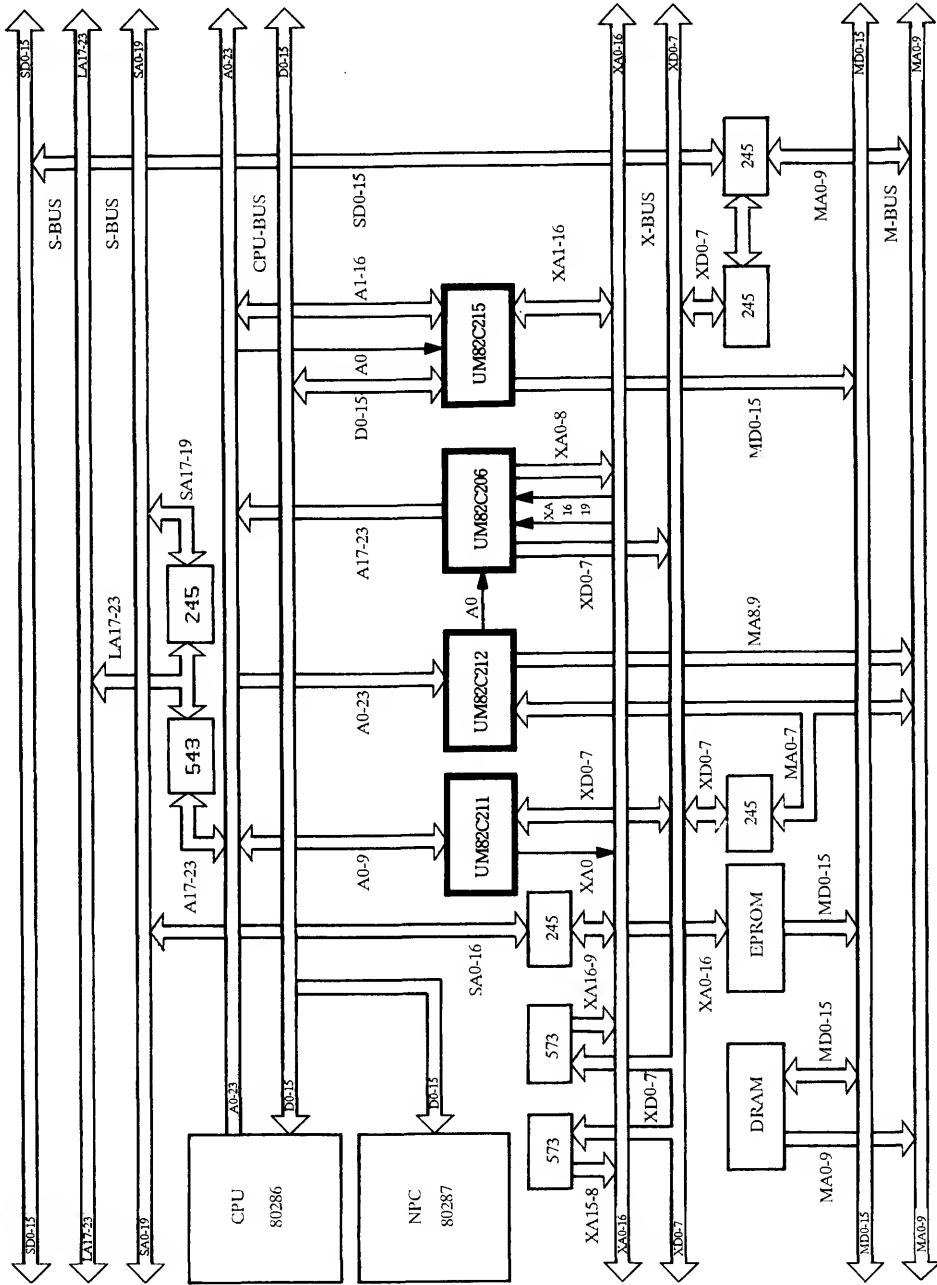 SD0-15
SD0-15
S-BUS
LA17-23
LA17-23
S-BUS
SA0-19
SA0-19
LA17-23
SA17-19
543
245
A17-23
A0-23
A0-23
CPU-BUS
D0-15
D0-15
CPU
80286
NPC
80287
D0-15
SA0-16
A0-9
A0-23
A17-23
D0-15
A0
A1-16
SD0-15
UM82C211
UM82C212
A0
UM82C206
UM82C215
573
573
245
XA15-8
XD0-7
XA16-9
XA0
XD0-7
XD0-7
XA
16
19
XA0-8
XA1-16
XA0-16
XA0-16
X-BUS
XD0-7
XD0-7
XA0-16
XD0-7
MA0-7
MA8.9
MD0-15
XD0-7
DRAM
EPROM
245
245
245
MA0-9
MD0-15
MD0-15
MA0-9
MD0-15
MD0-15
M-BUS
MA0-9
MA0-9